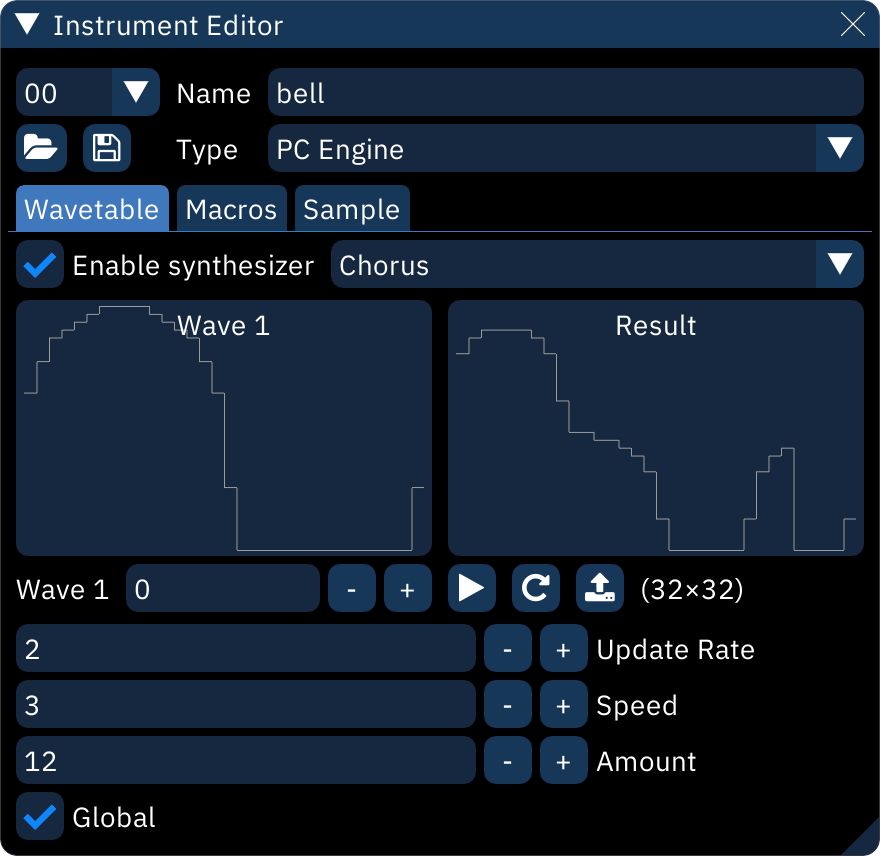 Instrument Editor
00 Name bell
Type PC Engine
Wavetable Macros Sample
Enable synthesizer Chorus
Wave 1 Result
Wave 1 0 - + (32×32)
2 - + Update Rate
3 - + Speed
12 - + Amount
Global